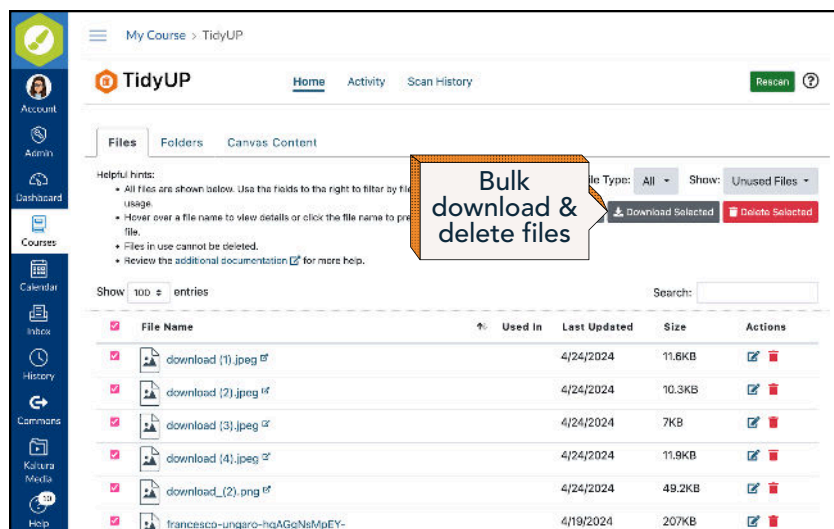 My Course > TidyUP
TidyUP
Home Activity Scan History
Rescan
Account
Admin
Dashboard
Courses
Calendar
Inbox
History
Commons
Kaltura
Media
10
Help
Files Folders Canvas Content
Helpful hints:
All files are shown below. Use the fields to the right to filter by
usage.
Hover over a file name to view details or click the file name to
file.
Files in use cannot be deleted.
Review the additional documentation for more help.
Bulk
download &
delete files
Type: All Show: Unused Files
Download Selected Delete Selected
Show 100 entries Search:
File Name Used In Last Updated Size Actions
download (1).jpeg 4/24/2024 11.6KB
download (2).jpeg 4/24/2024 10.3KB
download (3).jpeg 4/24/2024 7KB
download (4).jpeg 4/24/2024 11.9KB
download_(2).png 4/24/2024 49.2KB
francesco-ungaro-hqAGqNsMpEY- 4/19/2024 207KB